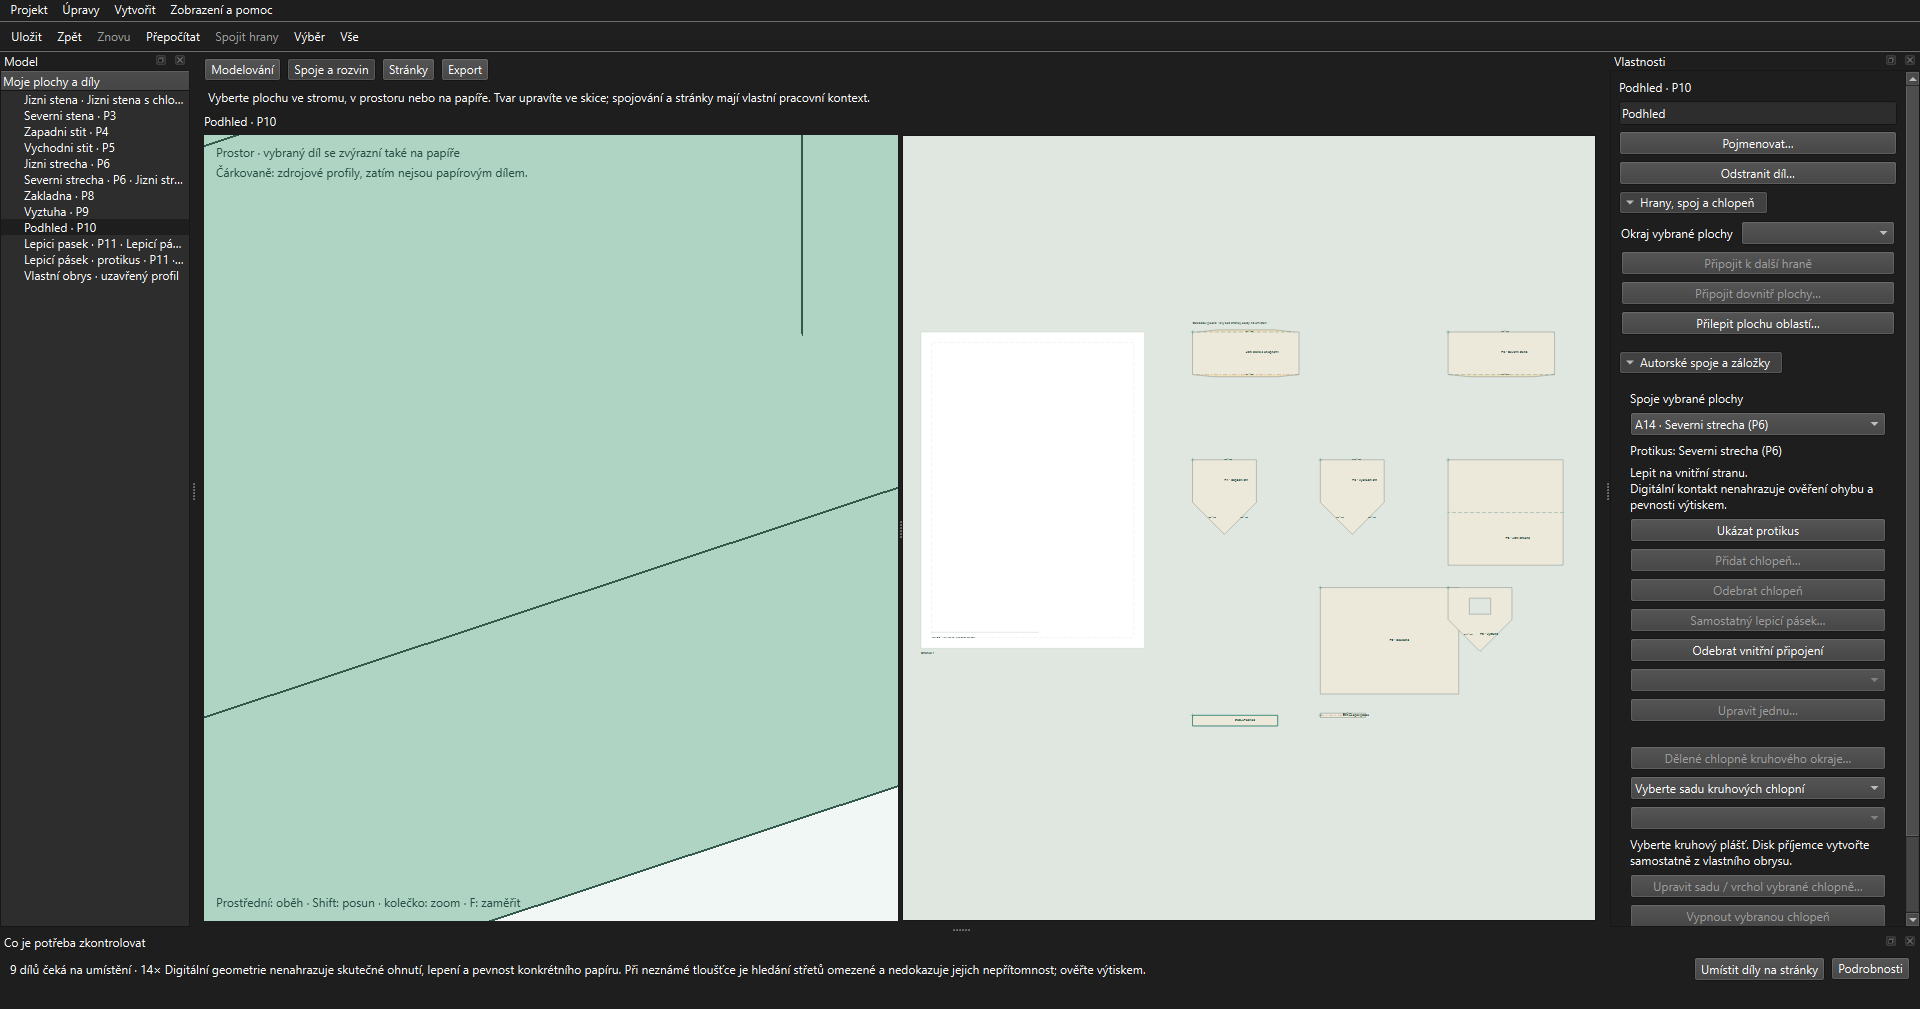 Projekt Úpravy Vytvořit Zobrazení a pomoc
Uložit Zpět Znovu Přepočítat Spojit hrany Výběr Vše
Model
Moje plochy a díly
Jizni stena · Jizni stena s chlo...
Severni stena · P3
Zapadni stit · P4
Vychodni stit · P5
Jizni strecha · P6
Severni strecha · P6 · Jizni str...
Zakladna · P8
Vyztuha · P9
Podhled · P10
Lepici pasek · P11 · Lepicí pá...
Lepicí pásek · protikus · P11 ·...
Vlastní obrys · uzavřený profil
Modelování Spoje a rozvin Stránky Export
Vyberte plochu ve stromu, v prostoru nebo na papíře. Tvar upravíte ve skice; spojování a stránky mají vlastní pracovní kontext.
Podhled · P10
Prostor · vybraný díl se zvýrazní také na papíře
Čárkovaně: zdrojové profily, zatím nejsou papírovým dílem.
Prostřední: oběh · Shift: posun · kolečko: zoom · F: zaměřit
Vlastnosti
Podhled · P10
Podhled
Pojmenovat...
Odstranit díl...
Hrany, spoj a chlopeň
Okraj vybrané plochy
Připojit k další hraně
Připojit dovnitř plochy...
Přilepit plochu oblastí...
Autorské spoje a záložky
Spoje vybrané plochy
A14 · Severni strecha (P6)
Protikus: Severni strecha (P6)
Lepit na vnitřní stranu.
Digitální kontakt nenahrazuje ověření ohybu a
pevnosti výtiskem.
Ukázat protikus
Přidat chlopeň...
Odebrat chlopeň
Samostatný lepicí pásek...
Odebrat vnitřní připojení
Upravit jednu...
Dělené chlopně kruhového okraje...
Vyberte sadu kruhových chlopní
Vyberte kruhový plášť. Disk příjemce vytvořte
samostatně z vlastního obrysu.
Upravit sadu / vrchol vybrané chlopně...
Vypnout vybranou chlopeň
Co je potřeba zkontrolovat
9 dílů čeká na umístění · 14× Digitální geometrie nenahrazuje skutečné ohnutí, lepení a pevnost konkrétního papíru. Při neznámé tloušťce je hledání střetů omezené a nedokazuje jejich nepřítomnost; ověřte výtiskem.
Umístit díly na stránky Podrobnosti